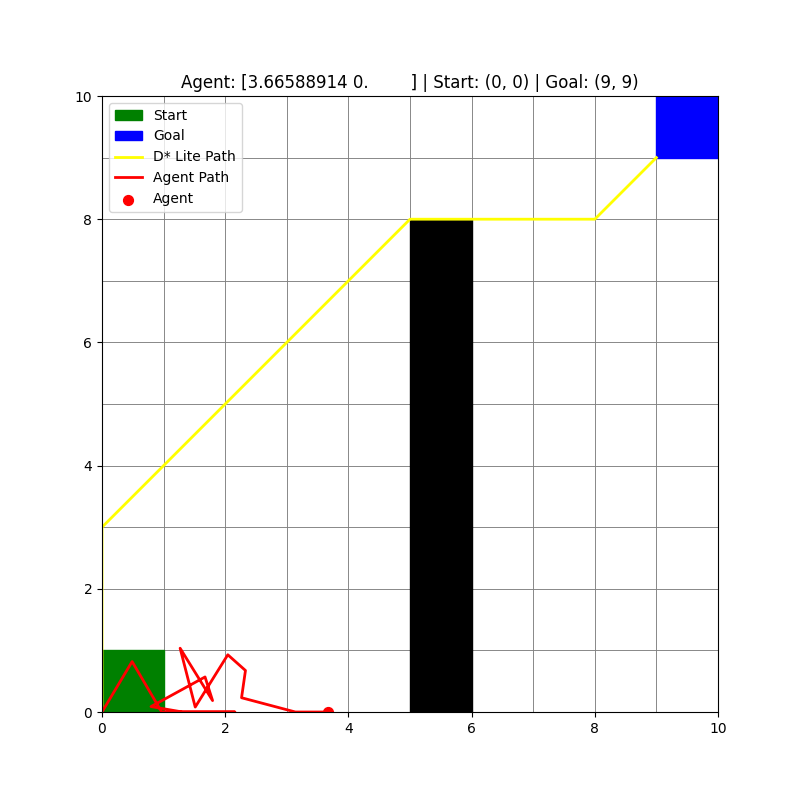 Agent: [3.66588914 0.        ] | Start: (0, 0) | Goal: (9, 9)
10
Start
Goal
D* Lite Path
Agent Path
Agent
8
6
4
2
0
0 2 4 6 8 10